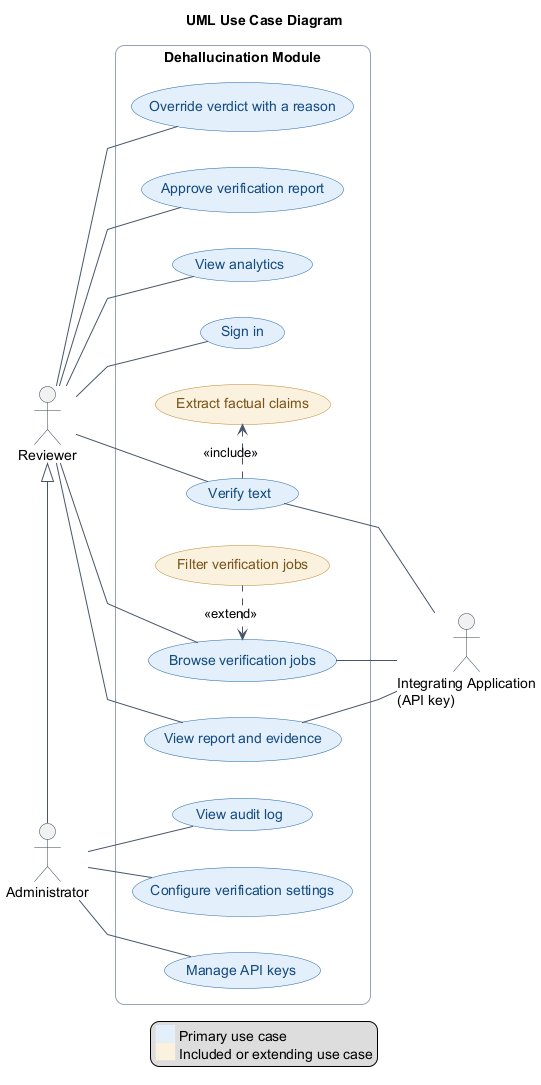 UML Use Case Diagram
Dehallucination Module
Override verdict with a reason
Approve verification report
View analytics
Sign in
Extract factual claims
Reviewer
«include»
Verify text
Filter verification jobs
«extend»
Browse verification jobs
Integrating Application
(API key)
View report and evidence
View audit log
Administrator
Configure verification settings
Manage API keys
Primary use case
Included or extending use case